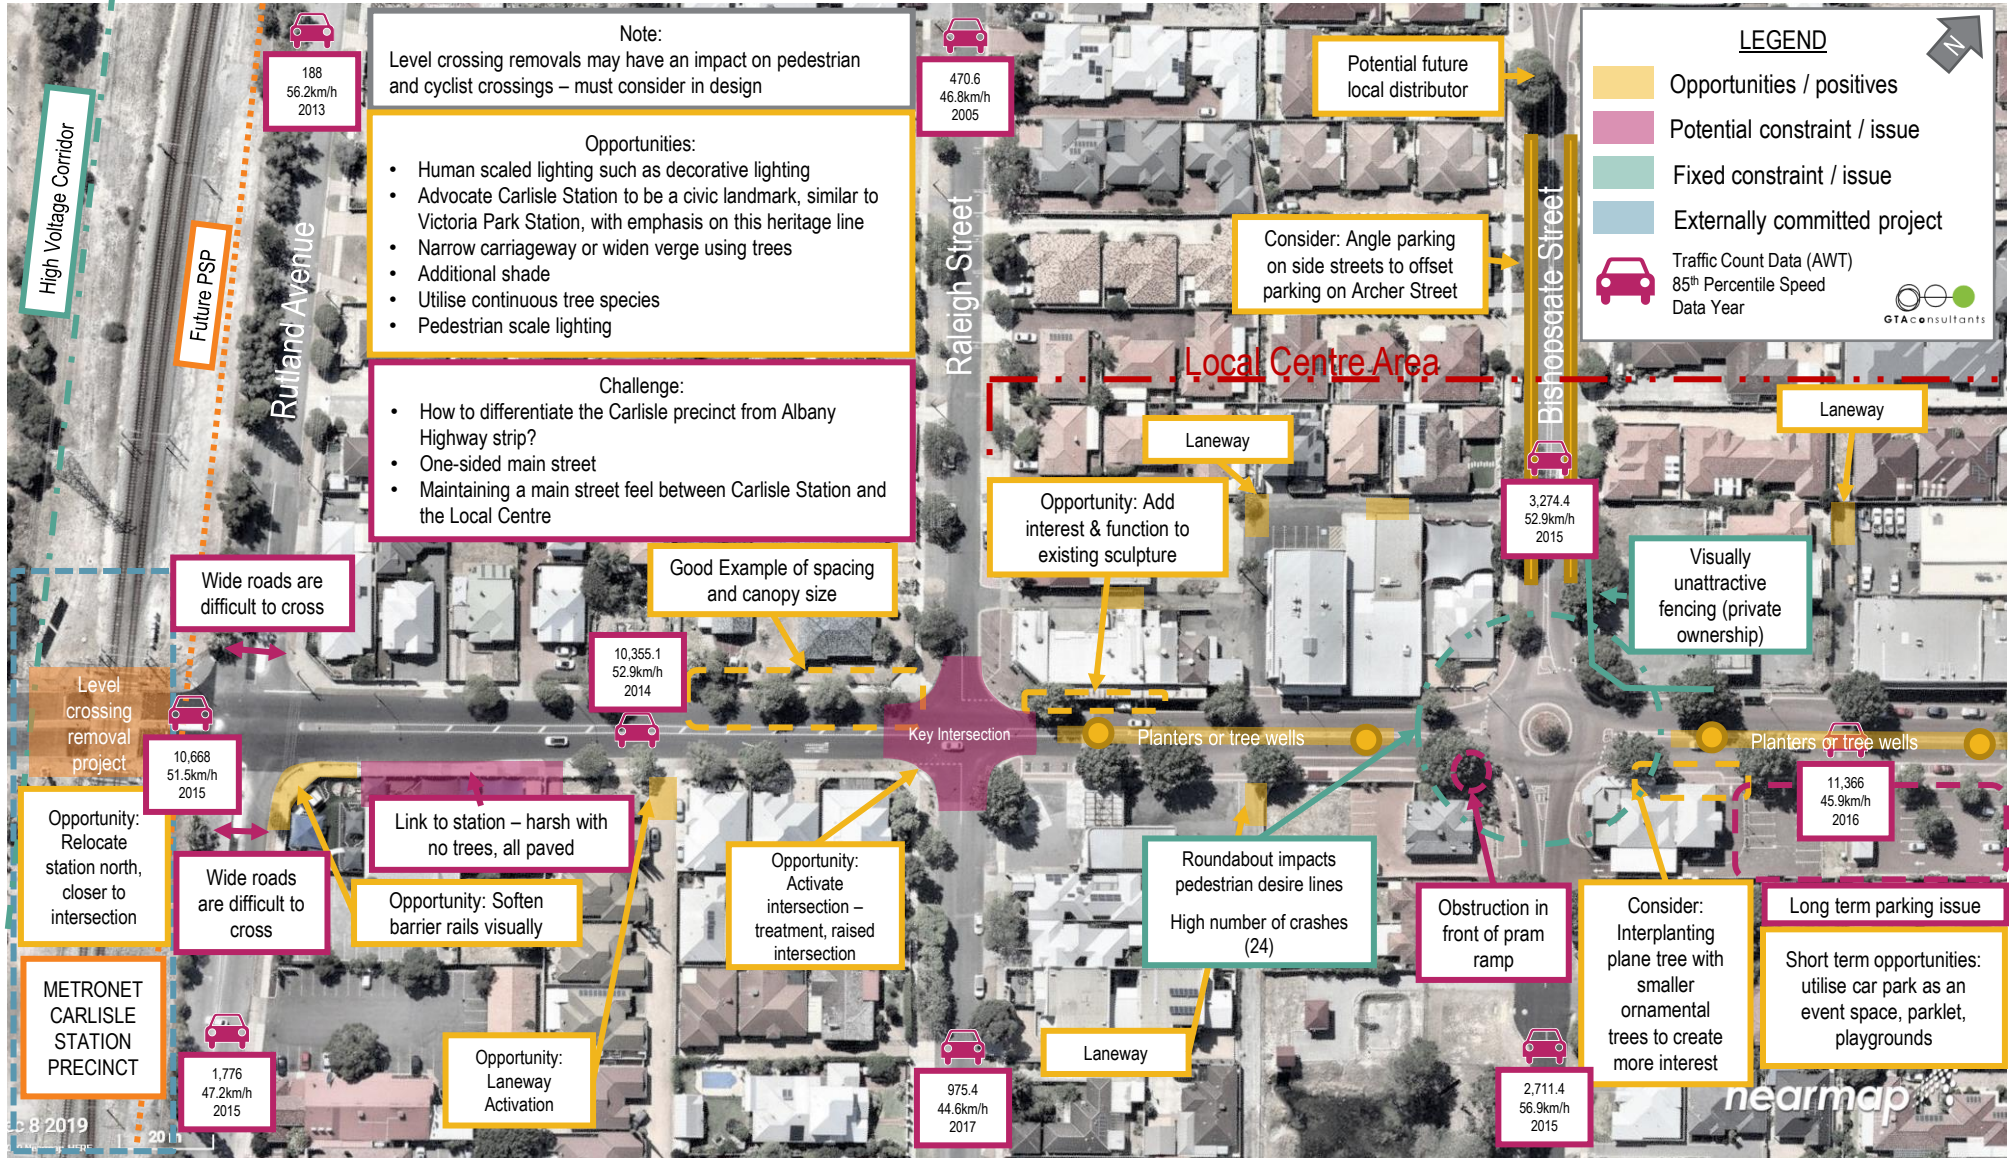 188
56.2km/h
2013
Note:
Level crossing removals may have an impact on pedestrian
and cyclist crossings – must consider in design
470.6
46.8km/h
2005
Potential future
local distributor
LEGEND
N
Opportunities / positives
Potential constraint / issue
Fixed constraint / issue
Externally committed project
Traffic Count Data (AWT)
85th Percentile Speed
Data Year
GTAconsultants
High Voltage Corridor
Future PSP
Rutland Avenue
Opportunities:
• Human scaled lighting such as decorative lighting
• Advocate Carlisle Station to be a civic landmark, similar to
Victoria Park Station, with emphasis on this heritage line
• Narrow carriageway or widen verge using trees
• Additional shade
• Utilise continuous tree species
• Pedestrian scale lighting
Raleigh Street
Consider: Angle parking
on side streets to offset
parking on Archer Street
Bishopsgate Street
Local Centre Area
Challenge:
• How to differentiate the Carlisle precinct from Albany
Highway strip?
• One-sided main street
• Maintaining a main street feel between Carlisle Station and
the Local Centre
Laneway
Laneway
Opportunity: Add
interest & function to
existing sculpture
3,274.4
52.9km/h
2015
Visually
unattractive
fencing (private
ownership)
Wide roads are
difficult to cross
Good Example of spacing
and canopy size
10,355.1
52.9km/h
2014
Level
crossing
removal
project
Key Intersection
Planters or tree wells
Planters or tree wells
10,668
51.5km/h
2015
11,366
45.9km/h
2016
Opportunity:
Relocate
station north,
closer to
intersection
Link to station – harsh with
no trees, all paved
Wide roads
are difficult to
cross
Opportunity: Soften
barrier rails visually
Opportunity:
Activate
intersection –
treatment, raised
intersection
Roundabout impacts
pedestrian desire lines
High number of crashes
(24)
Obstruction in
front of pram
ramp
Consider:
Interplanting
plane tree with
smaller
ornamental
trees to create
more interest
Long term parking issue
Short term opportunities:
utilise car park as an
event space, parklet,
playgrounds
METRONET
CARLISLE
STATION
PRECINCT
1,776
47.2km/h
2015
Opportunity:
Laneway
Activation
975.4
44.6km/h
2017
Laneway
2,711.4
56.9km/h
2015
nearmap
8 2019
20 m
HERE